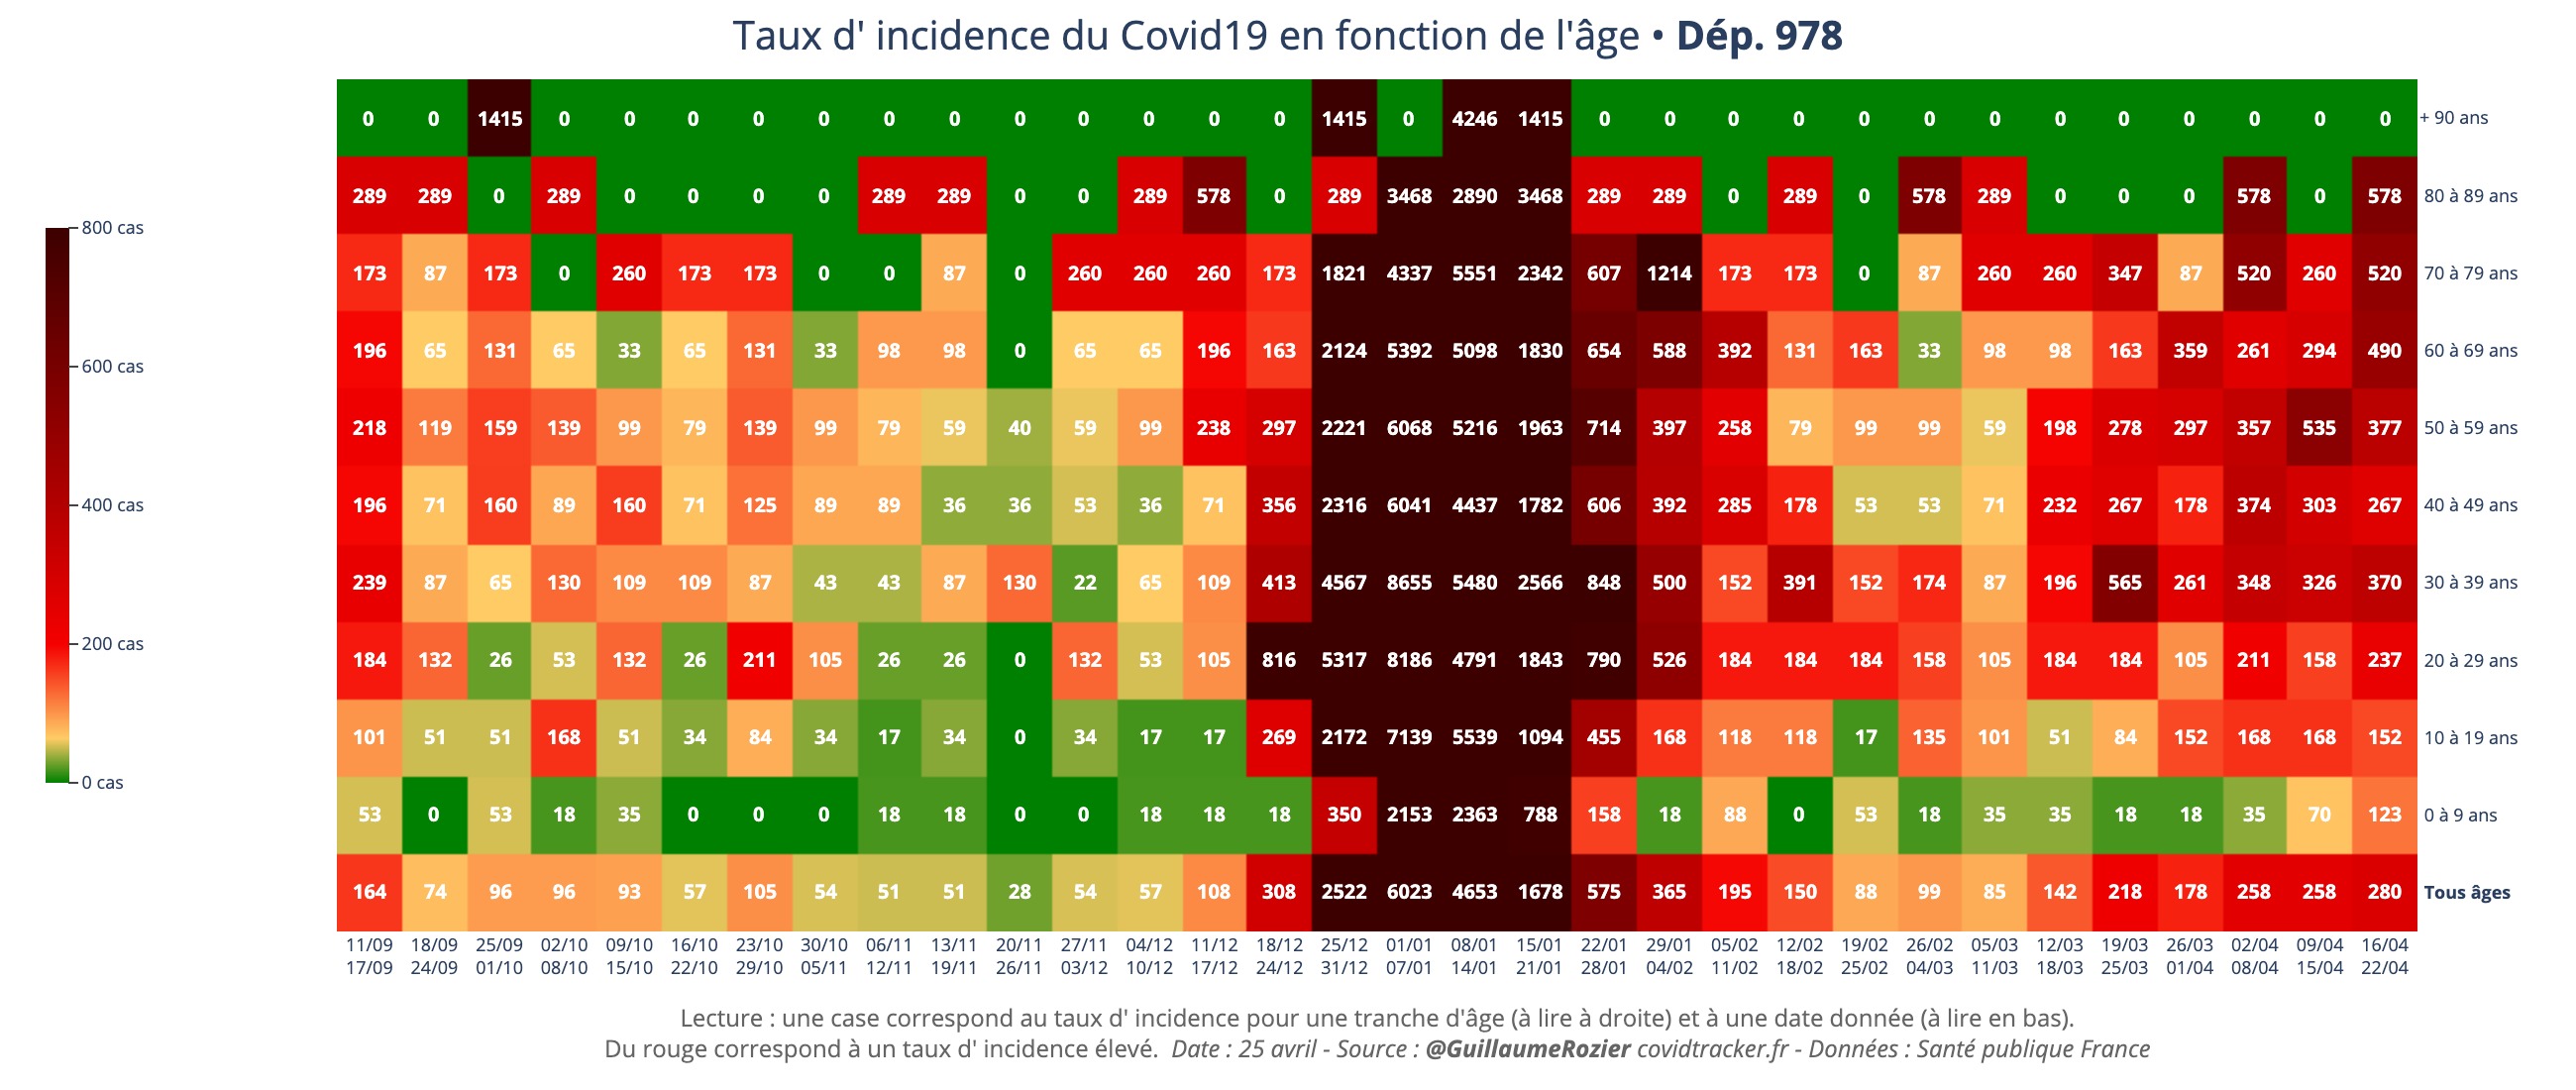 Taux d' incidence du Covid19 en fonction de l'âge • Dép. 978
0 0 1415 0 0 0 0 0 0 0 0 0 0 0 0 1415 0 4246 1415 0 0 0 0 0 0 0 0 0 0 0 0 0 + 90 ans
289 289 0 289 0 0 0 0 289 289 0 0 289 578 0 289 3468 2890 3468 289 289 0 289 0 578 289 0 0 0 578 0 578 80 à 89 ans
800 cas
173 87 173 0 260 173 173 0 0 87 0 260 260 260 173 1821 4337 5551 2342 607 1214 173 173 0 87 260 260 347 87 520 260 520 70 à 79 ans
196 65 131 65 33 65 131 33 98 98 0 65 65 196 163 2124 5392 5098 1830 654 588 392 131 163 33 98 98 163 359 261 294 490 60 à 69 ans
600 cas
218 119 159 139 99 79 139 99 79 59 40 59 99 238 297 2221 6068 5216 1963 714 397 258 79 99 99 59 198 278 297 357 535 377 50 à 59 ans
400 cas
196 71 160 89 160 71 125 89 89 36 36 53 36 71 356 2316 6041 4437 1782 606 392 285 178 53 53 71 232 267 178 374 303 267 40 à 49 ans
239 87 65 130 109 109 87 43 43 87 130 22 65 109 413 4567 8655 5480 2566 848 500 152 391 152 174 87 196 565 261 348 326 370 30 à 39 ans
200 cas
184 132 26 53 132 26 211 105 26 26 0 132 53 105 816 5317 8186 4791 1843 790 526 184 184 184 158 105 184 184 105 211 158 237 20 à 29 ans
101 51 51 168 51 34 84 34 17 34 0 34 17 17 269 2172 7139 5539 1094 455 168 118 118 17 135 101 51 84 152 168 168 152 10 à 19 ans
0 cas
53 0 53 18 35 0 0 0 18 18 0 0 18 18 18 350 2153 2363 788 158 18 88 0 53 18 35 35 18 18 35 70 123 0 à 9 ans
164 74 96 96 93 57 105 54 51 51 28 54 57 108 308 2522 6023 4653 1678 575 365 195 150 88 99 85 142 218 178 258 258 280 Tous âges
11/09 18/09 25/09 02/10 09/10 16/10 23/10 30/10 06/11 13/11 20/11 27/11 04/12 11/12 18/12 25/12 01/01 08/01 15/01 22/01 29/01 05/02 12/02 19/02 26/02 05/03 12/03 19/03 26/03 02/04 09/04 16/04
17/09 24/09 01/10 08/10 15/10 22/10 29/10 05/11 12/11 19/11 26/11 03/12 10/12 17/12 24/12 31/12 07/01 14/01 21/01 28/01 04/02 11/02 18/02 25/02 04/03 11/03 18/03 25/03 01/04 08/04 15/04 22/04
Lecture : une case correspond au taux d' incidence pour une tranche d'âge (à lire à droite) et à une date donnée (à lire en bas).
Du rouge correspond à un taux d' incidence élevé. Date : 25 avril - Source : @GuillaumeRozier covidtracker.fr - Données : Santé publique France